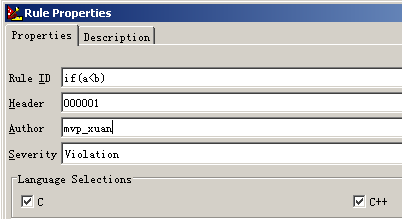 Rule Properties
Properties Description
Rule ID if(a<b)
Header 000001
Author mvp_xuan
Severity Violation
Language Selections
C C++